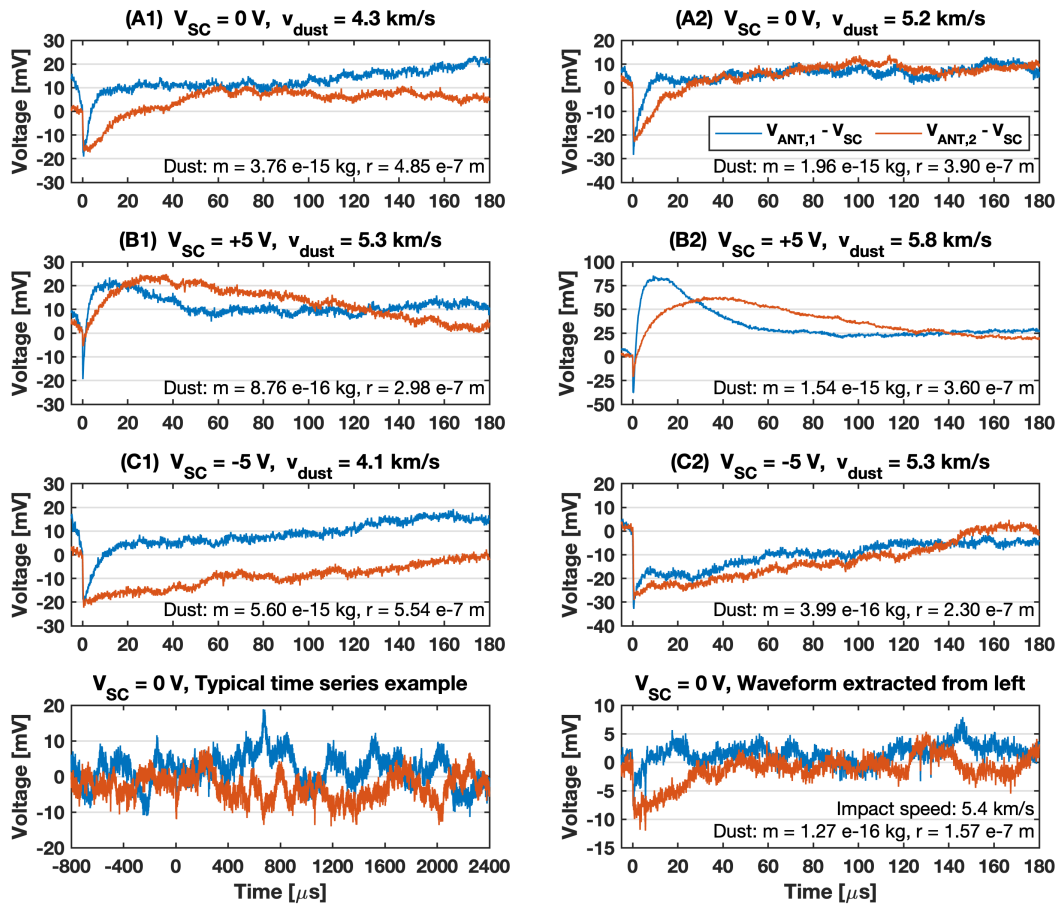 (A1) V_SC = 0 V, v_dust = 4.3 km/s
Voltage [mV]
30
20
10
0
-10
-20
-30
Dust: m = 3.76 e-15 kg, r = 4.85 e-7 m
0 20 40 60 80 100 120 140 160 180
(A2) V_SC = 0 V, v_dust = 5.2 km/s
Voltage [mV]
20
10
0
-10
-20
-30
-40
V_ANT,1 - V_SC V_ANT,2 - V_SC
Dust: m = 1.96 e-15 kg, r = 3.90 e-7 m
0 20 40 60 80 100 120 140 160 180
(B1) V_SC = +5 V, v_dust = 5.3 km/s
Voltage [mV]
30
20
10
0
-10
-20
-30
Dust: m = 8.76 e-16 kg, r = 2.98 e-7 m
0 20 40 60 80 100 120 140 160 180
(B2) V_SC = +5 V, v_dust = 5.8 km/s
Voltage [mV]
100
75
50
25
0
-25
-50
Dust: m = 1.54 e-15 kg, r = 3.60 e-7 m
0 20 40 60 80 100 120 140 160 180
(C1) V_SC = -5 V, v_dust = 4.1 km/s
Voltage [mV]
30
20
10
0
-10
-20
-30
Dust: m = 5.60 e-15 kg, r = 5.54 e-7 m
0 20 40 60 80 100 120 140 160 180
(C2) V_SC = -5 V, v_dust = 5.3 km/s
Voltage [mV]
20
10
0
-10
-20
-30
-40
Dust: m = 3.99 e-16 kg, r = 2.30 e-7 m
0 20 40 60 80 100 120 140 160 180
V_SC = 0 V, Typical time series example
Voltage [mV]
20
10
0
-10
-20
-800 -400 0 400 800 1200 1600 2000 2400
Time [μs]
V_SC = 0 V, Waveform extracted from left
Voltage [mV]
10
5
0
-5
-10
-15
Impact speed: 5.4 km/s
Dust: m = 1.27 e-16 kg, r = 1.57 e-7 m
0 20 40 60 80 100 120 140 160 180
Time [μs]